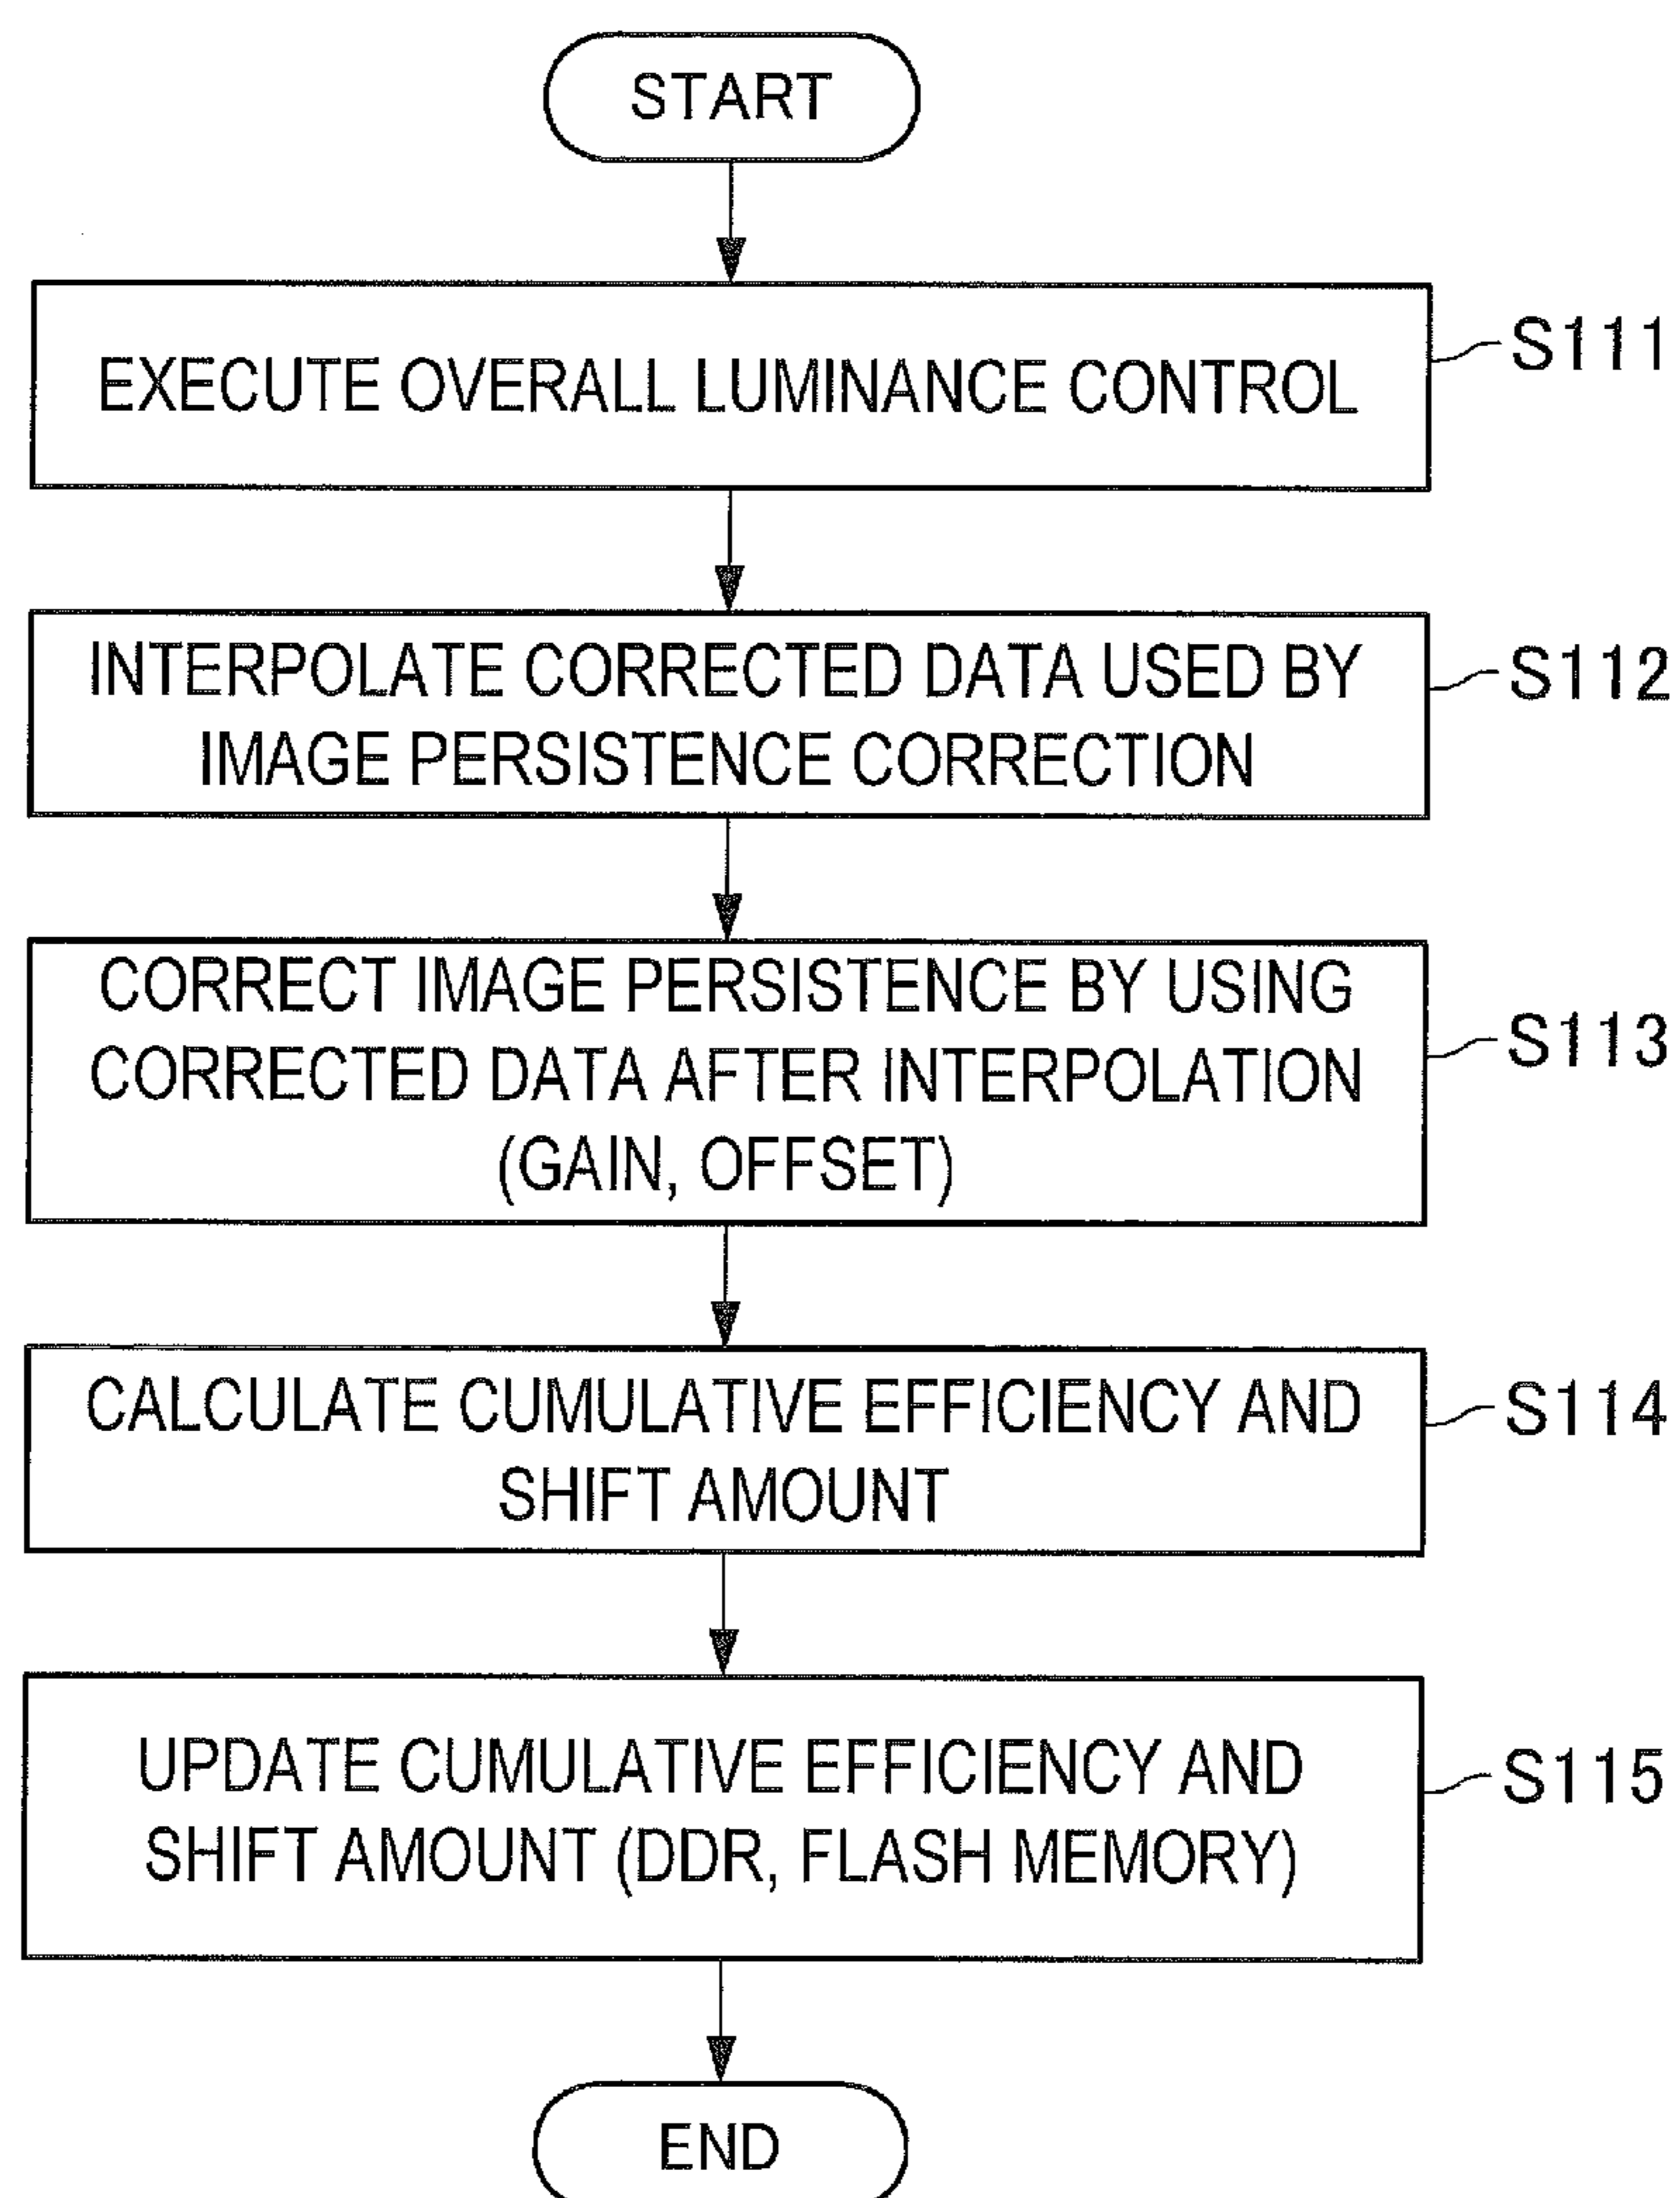 START
EXECUTE OVERALL LUMINANCE CONTROL
S111
INTERPOLATE CORRECTED DATA USED BY
IMAGE PERSISTENCE CORRECTION
S112
CORRECT IMAGE PERSISTENCE BY USING
CORRECTED DATA AFTER INTERPOLATION
(GAIN, OFFSET)
S113
CALCULATE CUMULATIVE EFFICIENCY AND
SHIFT AMOUNT
S114
UPDATE CUMULATIVE EFFICIENCY AND
SHIFT AMOUNT (DDR, FLASH MEMORY)
S115
END